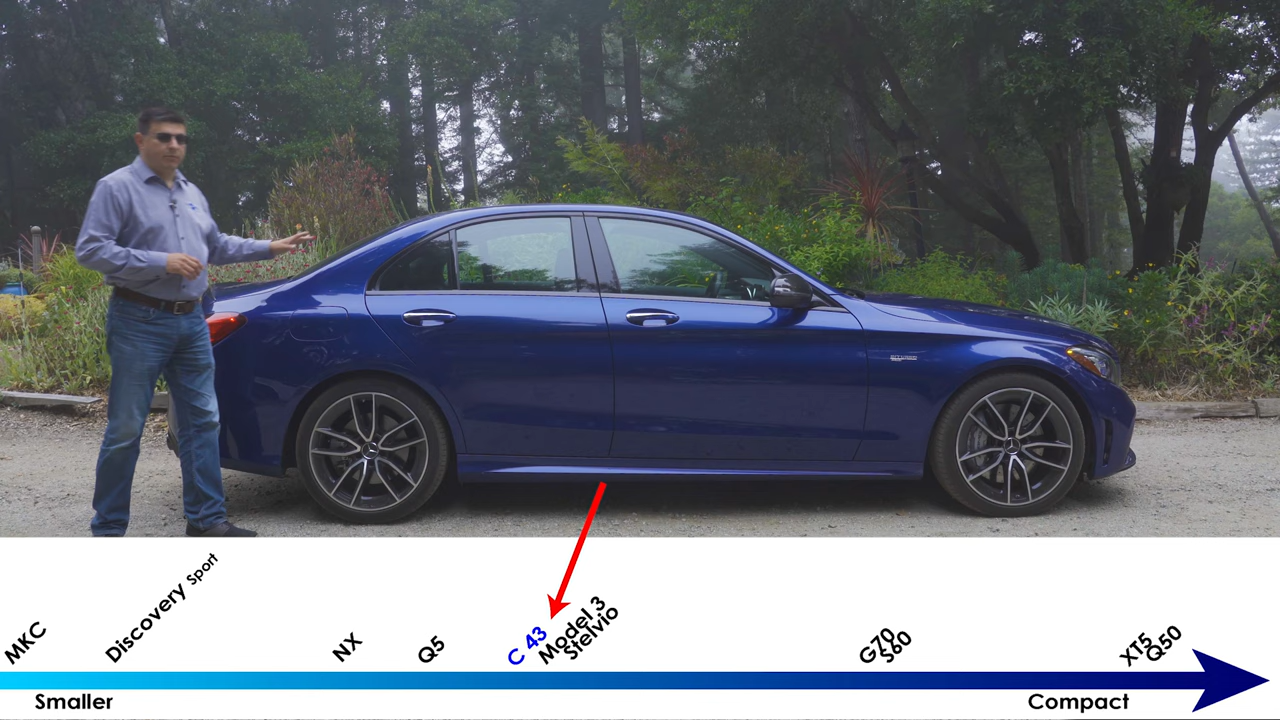 MKC
Discovery Sport
NX
Q5
C 43
Model 3
Stelvio
G70
S60
XT5
Q50
Smaller
Compact